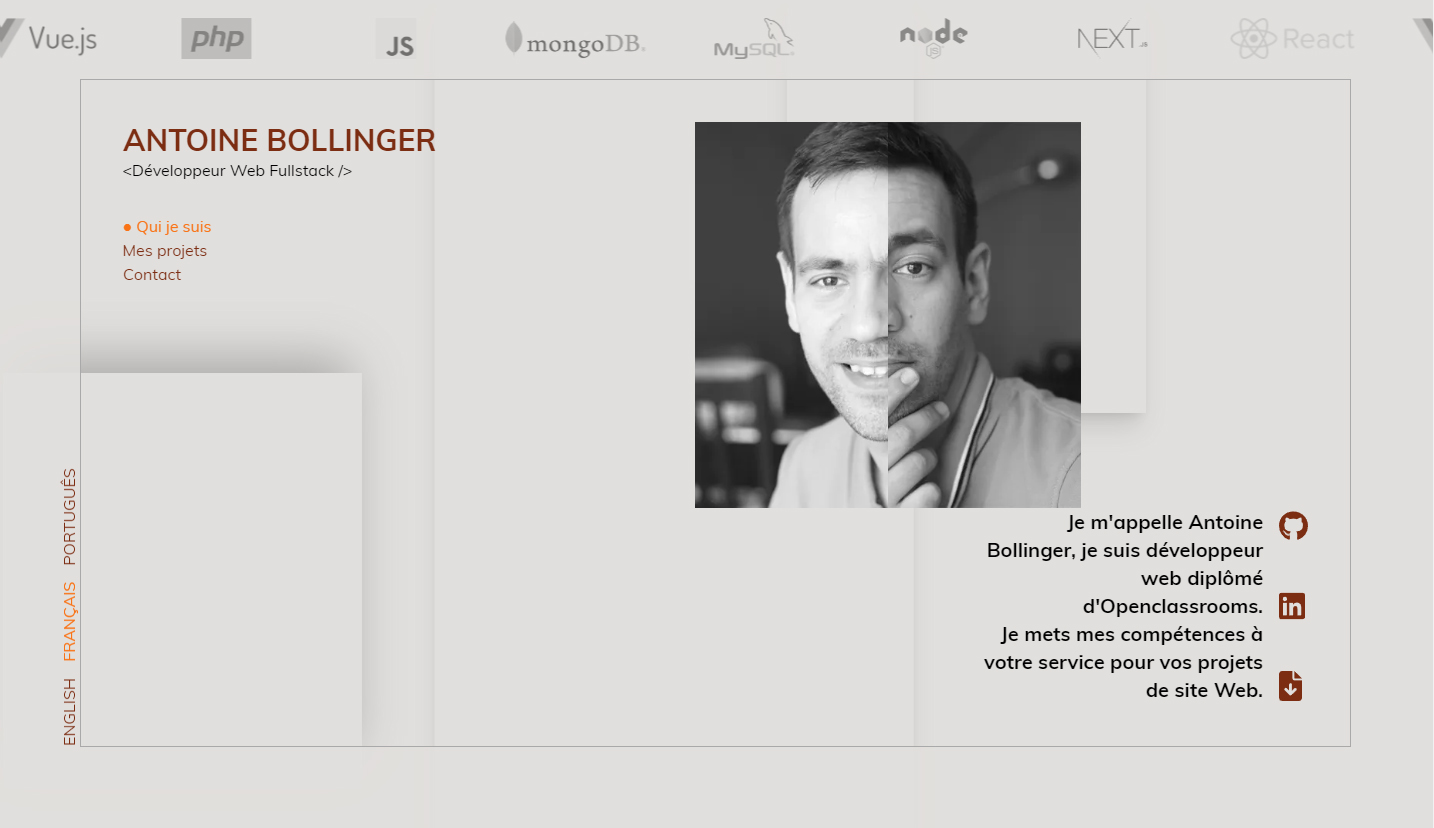 Vue.js php JS mongoDB® MySQL® node JS NEXT.JS React
ANTOINE BOLLINGER
<Développeur Web Fullstack />
• Qui je suis
Mes projets
Contact
ENGLISH FRANÇAIS PORTUGUÊS
Je m'appelle Antoine
Bollinger, je suis développeur
web diplômé
d'Openclassrooms.
Je mets mes compétences à
votre service pour vos projets
de site Web.
in